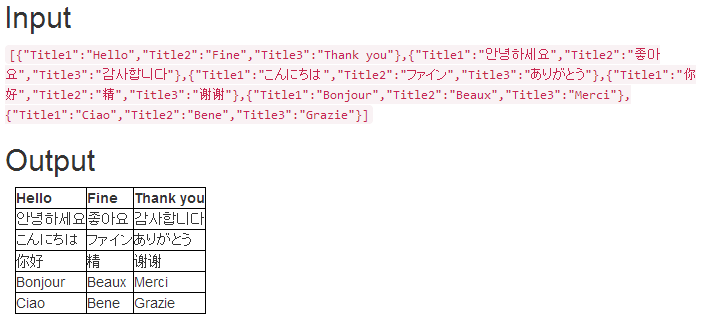 Input
[{"Title1":"Hello","Title2":"Fine","Title3":"Thank you"},{"Title1":"안녕하세요","Title2":"좋아
요","Title3":"감사합니다"},{"Title1":"こんにちは","Title2":"ファイン","Title3":"ありがとう"},{"Title1":"你
好","Title2":"精","Title3":"谢谢"},{"Title1":"Bonjour","Title2":"Beaux","Title3":"Merci"},
{"Title1":"Ciao","Title2":"Bene","Title3":"Grazie"}]
Output
Hello Fine Thank you
안녕하세요 좋아요 감사합니다
こんにちは ファイン ありがとう
你好 精 谢谢
Bonjour Beaux Merci
Ciao Bene Grazie